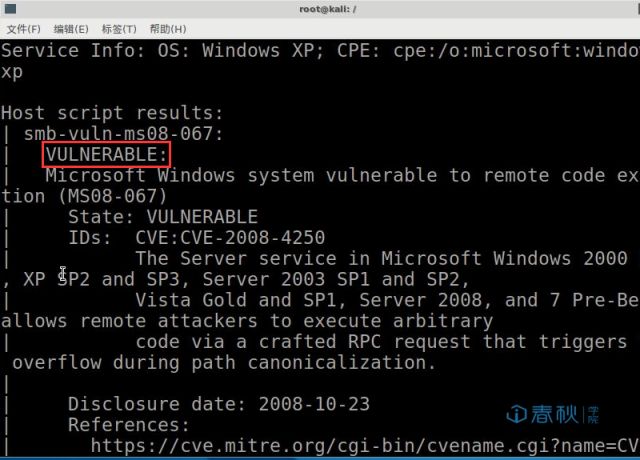 root@kali: /
文件(F) 编辑(E) 标签(T) 帮助(H)
Service Info: OS: Windows XP; CPE: cpe:/o:microsoft:windo
xp
Host script results:
| smb-vuln-ms08-067:
| VULNERABLE:
| Microsoft Windows system vulnerable to remote code ex
tion (MS08-067)
| State: VULNERABLE
| IDs: CVE:CVE-2008-4250
| The Server service in Microsoft Windows 2000
, XP SP2 and SP3, Server 2003 SP1 and SP2,
| Vista Gold and SP1, Server 2008, and 7 Pre-Be
allows remote attackers to execute arbitrary
| code via a crafted RPC request that triggers
overflow during path canonicalization.
|
| Disclosure date: 2008-10-23
| References:
| https://cve.mitre.org/cgi-bin/cvename.cgi?name=CV
春秋 学院